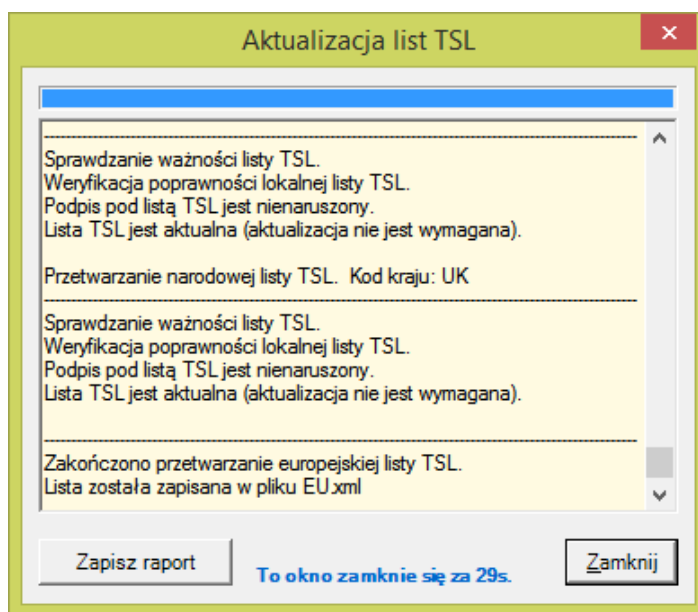 Aktualizacja list TSL
Sprawdzanie ważności listy TSL.
Weryfikacja poprawności lokalnej listy TSL.
Podpis pod listą TSL jest nienaruszony.
Lista TSL jest aktualna (aktualizacja nie jest wymagana).
Przetwarzanie narodowej listy TSL. Kod kraju: UK
Sprawdzanie ważności listy TSL.
Weryfikacja poprawności lokalnej listy TSL.
Podpis pod listą TSL jest nienaruszony.
Lista TSL jest aktualna (aktualizacja nie jest wymagana).
Zakończono przetwarzanie europejskiej listy TSL.
Lista została zapisana w pliku EU.xml
Zapisz raport
To okno zamknie się za 29s.
Zamknij